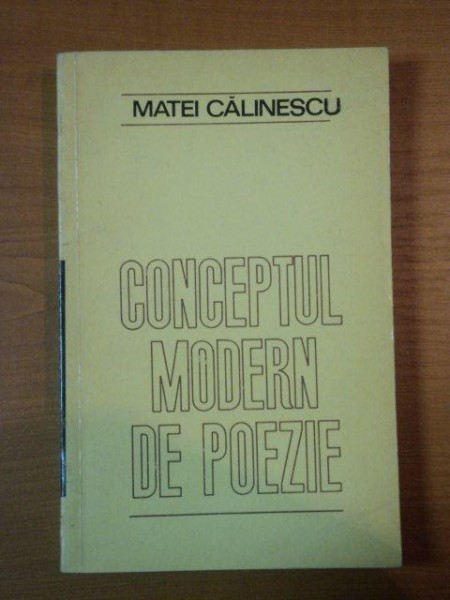 MATEI CĂLINESCU
CONCEPTUL
MODERN
DE POEZIE